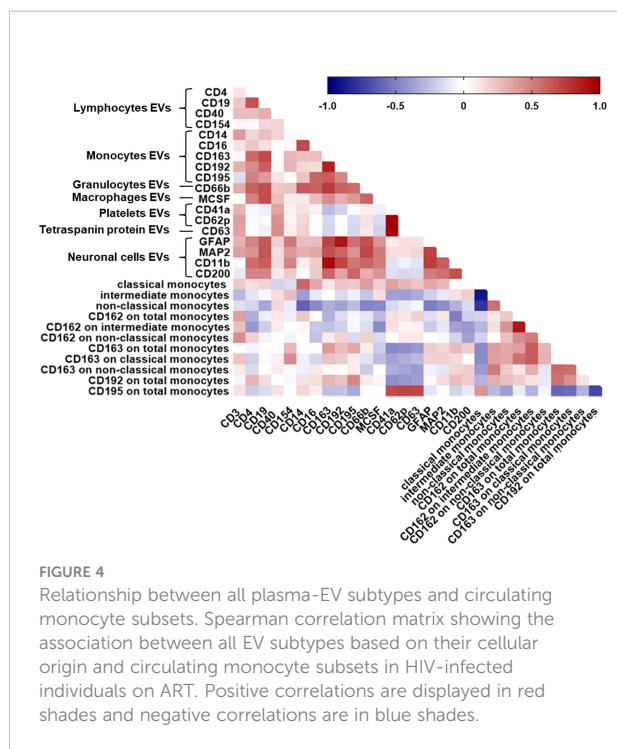 -1.0 -0.5 0 0.5 1.0
CD4
CD19
Lymphocytes EVs
CD40
CD154
CD14
CD16
Monocytes EVs
CD163
CD192
CD195
Granulocytes EVs CD66b
Macrophages EVs MCSF
Platelets EVs
CD41a
CD62p
Tetraspanin protein EVs CD63
GFAP
Neuronal cells EVs
MAP2
CD11b
CD200
classical monocytes
intermediate monocytes
non-classical monocytes
CD162 on total monocytes
CD162 on intermediate monocytes
CD162 on non-classical monocytes
CD163 on total monocytes
CD163 on classical monocytes
CD163 on non-classical monocytes
CD192 on total monocytes
CD195 on total monocytes
CD3
CD4
CD19
CD40
CD154
CD14
CD16
CD163
CD192
CD195
CD66b
MCSF
CD41a
CD62p
CD63
GFAP
MAP2
CD11b
CD200
classical monocytes
intermediate monocytes
non-classical monocytes
CD162 on total monocytes
CD162 on intermediate monocytes
CD162 on non-classical monocytes
CD163 on total monocytes
CD163 on classical monocytes
CD163 on non-classical monocytes
CD192 on total monocytes
FIGURE 4
Relationship between all plasma-EV subtypes and circulating
monocyte subsets. Spearman correlation matrix showing the
association between all EV subtypes based on their cellular
origin and circulating monocyte subsets in HIV-infected
individuals on ART. Positive correlations are displayed in red
shades and negative correlations are in blue shades.